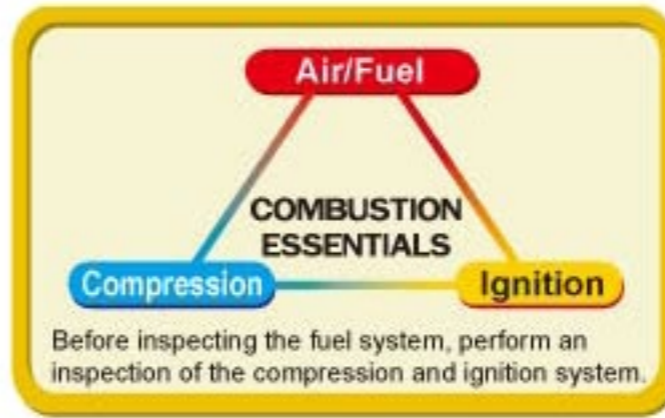 Air/Fuel
COMBUSTION
ESSENTIALS
Compression
Ignition
Before inspecting the fuel system, perform an
inspection of the compression and ignition system.